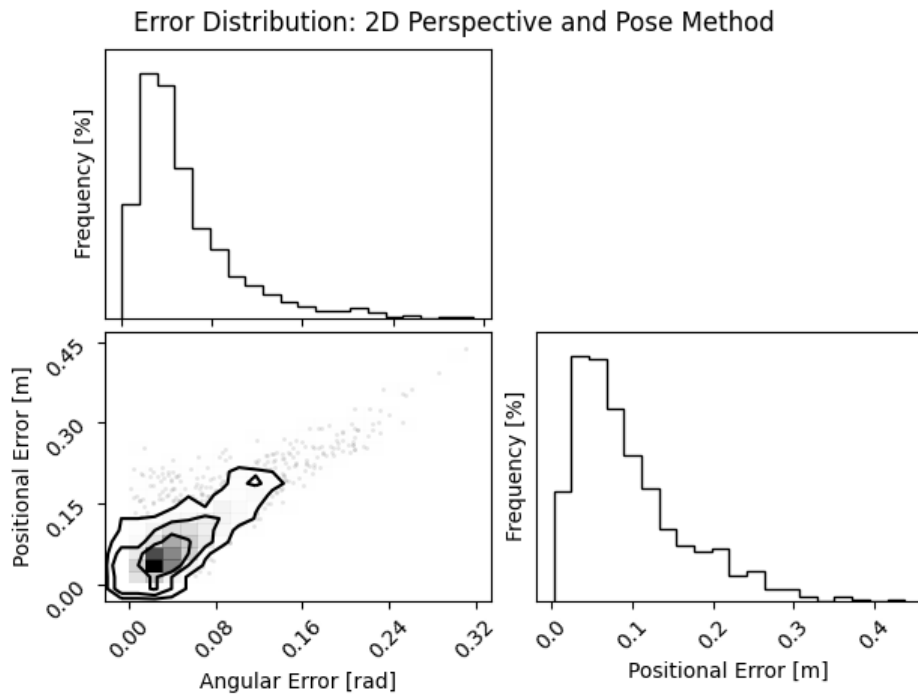 Error Distribution: 2D Perspective and Pose Method
Frequency [%]
Positional Error [m]
0.45
0.30
0.15
0.00
0.00
0.08
0.16
0.24
0.32
Angular Error [rad]
Frequency [%]
0.0
0.1
0.2
0.3
0.4
Positional Error [m]